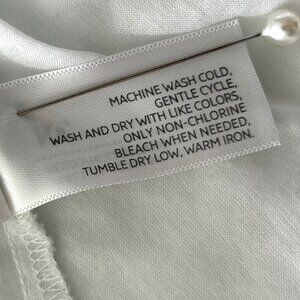 MACHINE WASH COLD,
GENTLE CYCLE,
WASH AND DRY WITH LIKE COLORS,
ONLY NON-CHLORINE
BLEACH WHEN NEEDED,
TUMBLE DRY LOW, WARM IRON.